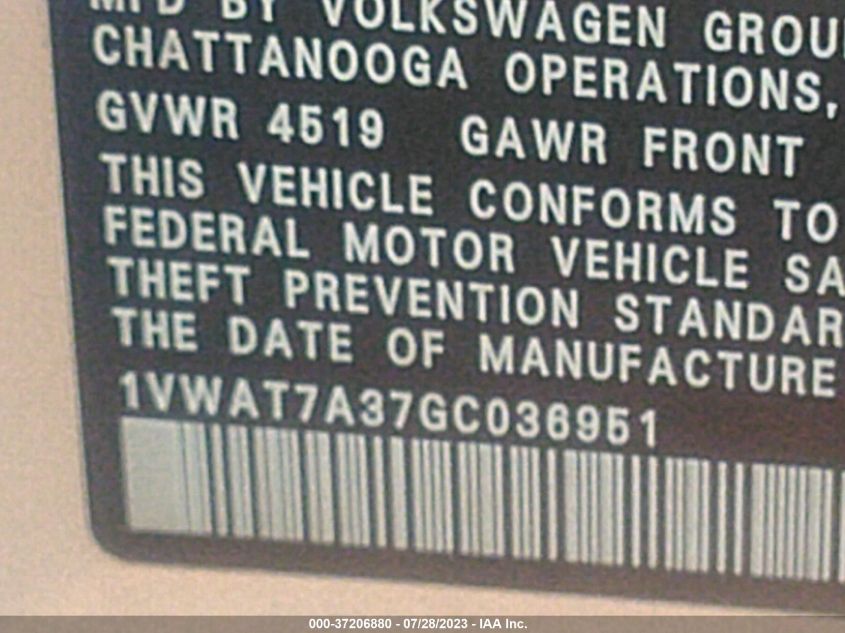 MFD BY VOLKSWAGEN GROU
CHATTANOOGA OPERATIONS,
GVWR 4519 GAWR FRONT
THIS VEHICLE CONFORMS TO
FEDERAL MOTOR VEHICLE SA
THEFT PREVENTION STANDAR
THE DATE OF MANUFACTURE
1VWAT7A37GC036951
000-37206880 - 07/28/2023 - IAA Inc.